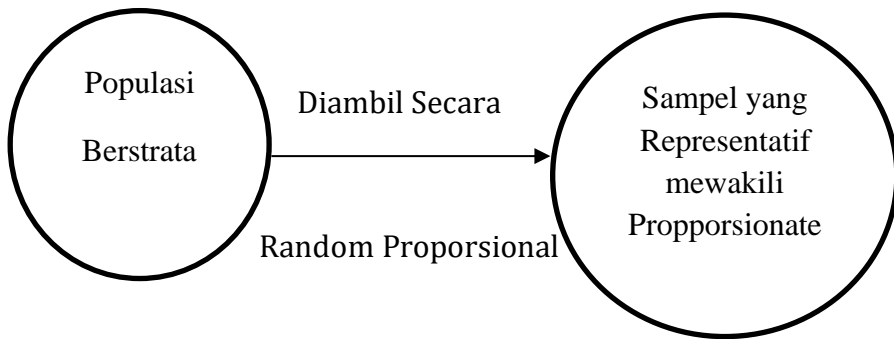 Populasi
Berstrata
Diambil Secara
Random Proporsional
Sampel yang
Representatif
mewakili
Propporsionate